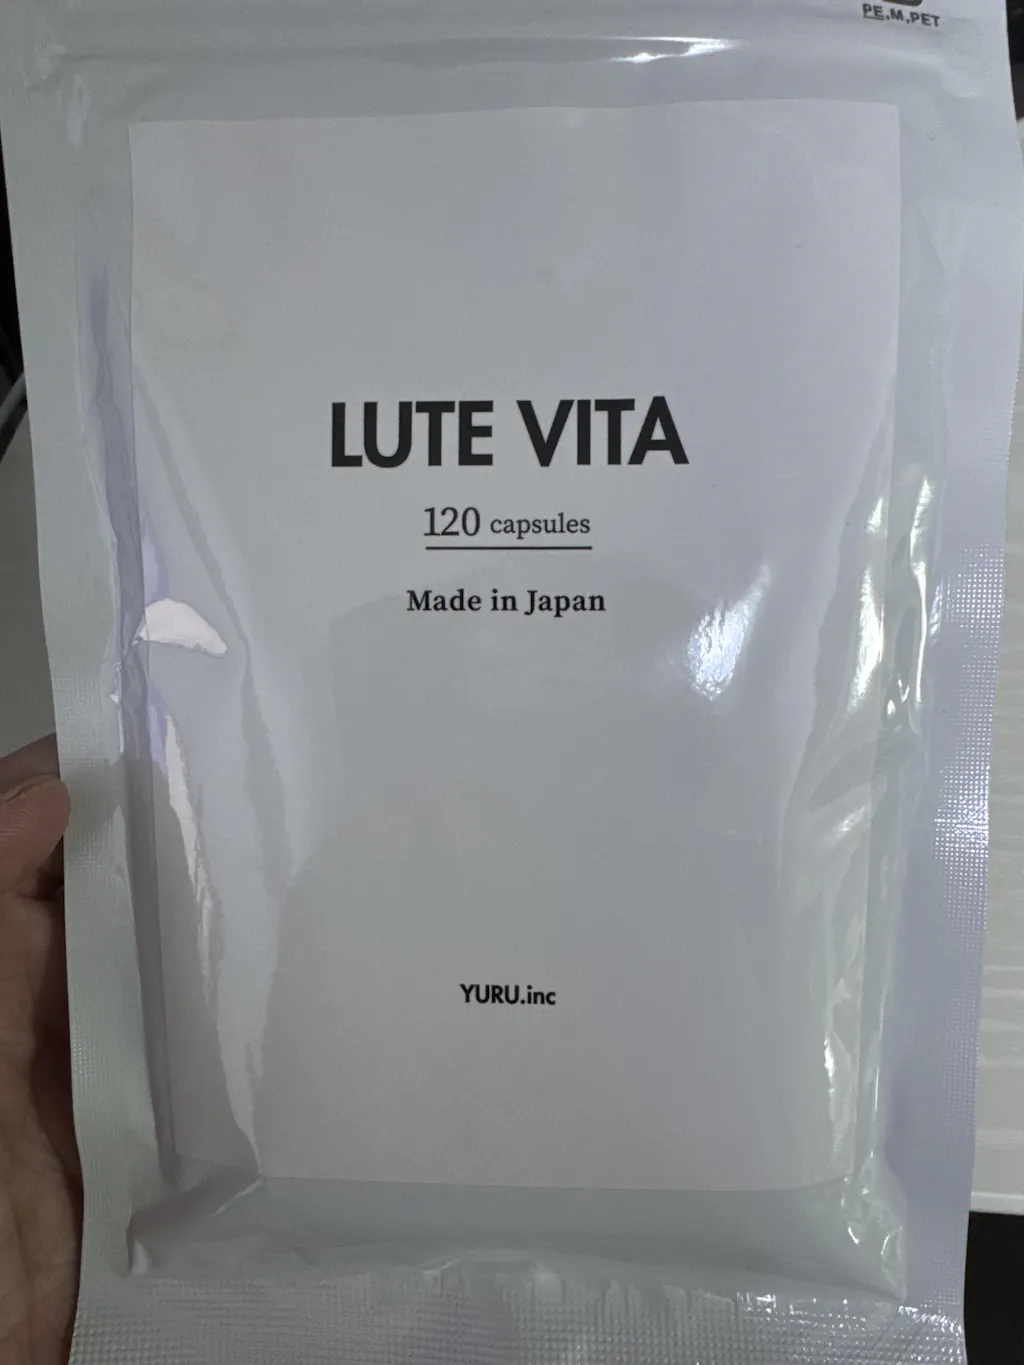 PE,M,PET
LUTE VITA
120 capsules
Made in Japan
YURU.inc